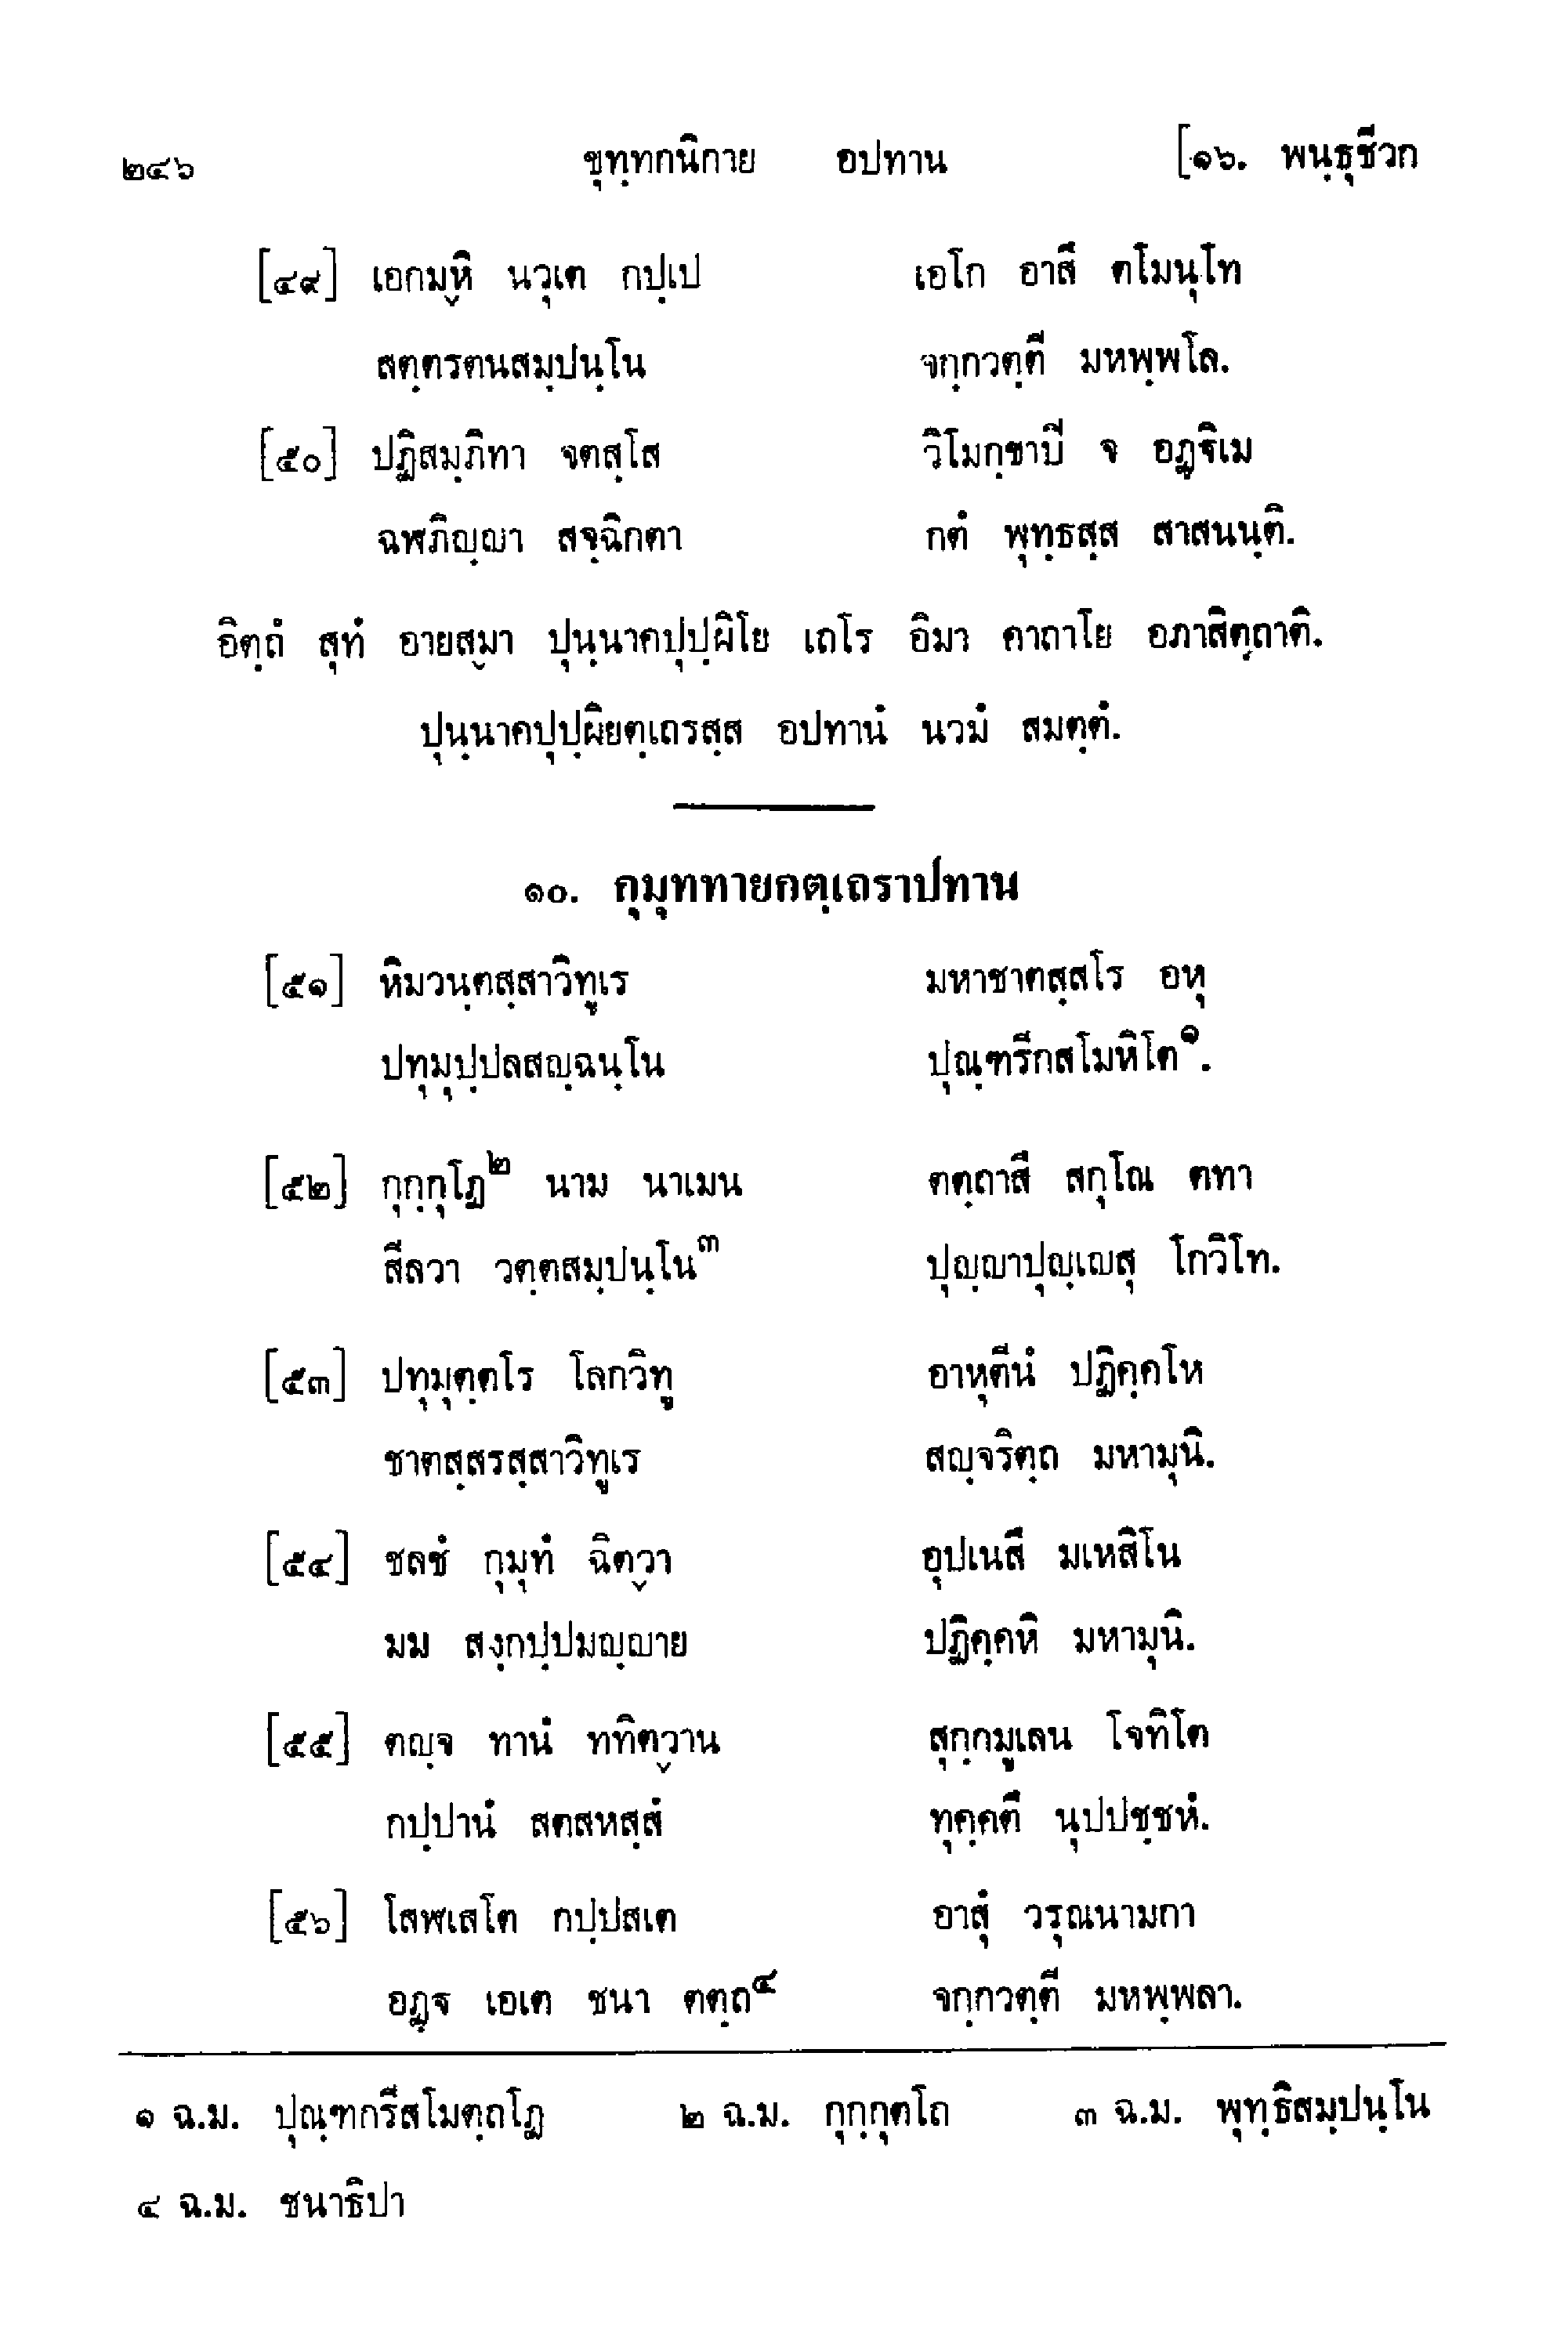 ๒๔๖ ขุทฺทกนิกาย อปทาน [๑๖. พนฺธุชีวก
[๔๙] เอกมฺหิ นวุเต กปฺเป เอโก อาสึ ตโมนุโท
สตฺตรตนสมฺปนฺโน จกฺกวตฺตี มหพฺพโล.
[๕๐] ปฏิสมฺภิทา จตสฺโส วิโมกฺขาปิ จ อฏฺฐิเม
ฉฬภิญฺญา สจฺฉิกตา กตํ พุทฺธสฺส สาสนนฺติ.
อิตฺถํ สุทํ อายสฺมา ปุนฺนาคปุปฺผิโย เถโร อิมา คาถาโย อภาสิตฺถาติ.
ปุนฺนาคปุปฺผิยตฺเถรสฺส อปทานํ นวมํ สมตฺตํ.
๑๐. กุมุททายกตฺเถราปทาน
[๕๑] หิมวนฺตสฺสาวิทูเร มหาชาตสฺสโร อหุ
ปทุมุปฺปลสญฺฉนฺโน ปุณฺฑรีกสโมหิโต๑.
[๕๒] กุกฺกุโฏ๒ นาม นาเมน ตตฺถาสึ สกุโณ ตทา
สีลวา วตฺตสมฺปนฺโน๓ ปุญฺญาปุญฺเญสุ โกวิโท.
[๕๓] ปทุมุตฺตโร โลกวิทู อาหุตีนํ ปฏิคฺคโห
ชาตสฺสรสฺสาวิทูเร สญฺจริตฺถ มหามุนิ.
[๕๔] ชลชํ กุมุทํ ฉิตฺวา อุปเนสึ มเหสิโน
มม สงฺกปฺปมญฺญาย ปฏิคฺคหิ มหามุนิ.
[๕๕] ตญฺจ ทานํ ททิตฺวาน สุกฺกมูเลน โจทิโต
กปฺปานํ สตสหสฺสํ ทุคฺคตึ นุปปชฺชหํ.
[๕๖] โสฬเสโต กปฺปสเต อาสุํ วรุณนามกา
อฏฺฐ เอเต ชนา ตตฺถ๔ จกฺกวตฺตี มหพฺพลา.
๑ ฉ.ม. ปุณฺฑกรีสโมตฺถโฏ ๒ ฉ.ม. กุกฺกุตโถ ๓ ฉ.ม. พุทฺธิสมฺปนฺโน
๔ ฉ.ม. ชนาธิปา